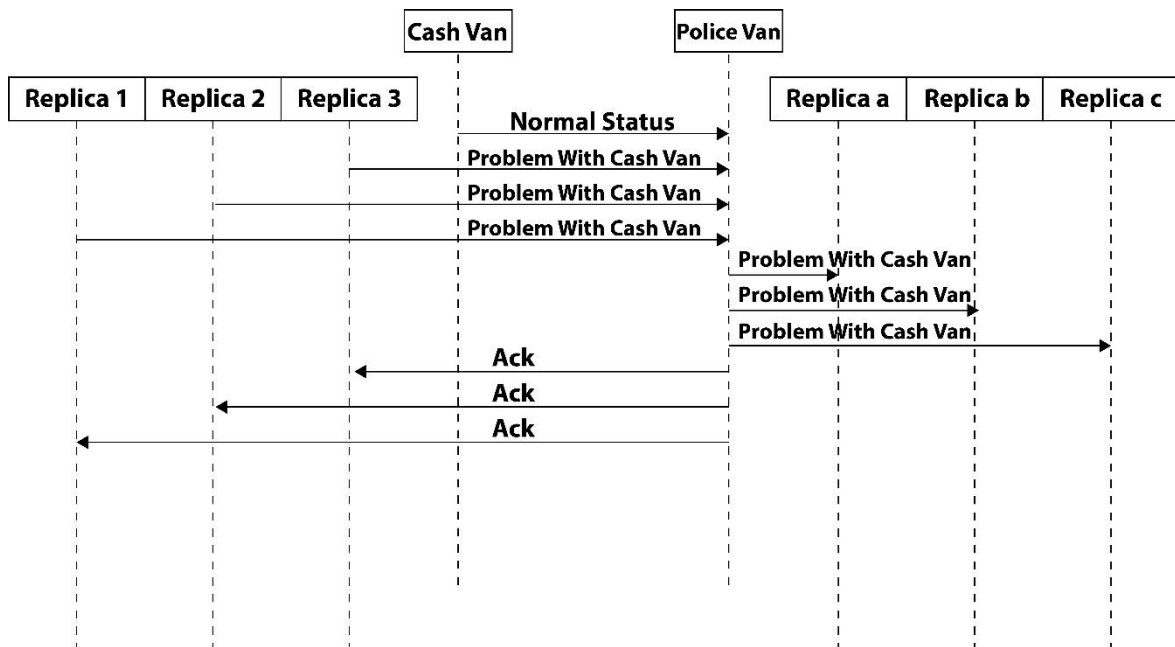 Cash Van
Police Van
Replica 1
Replica 2
Replica 3
Replica a
Replica b
Replica c
Normal Status
Problem With Cash Van
Problem With Cash Van
Problem With Cash Van
Problem With Cash Van
Problem With Cash Van
Problem With Cash Van
Ack
Ack
Ack